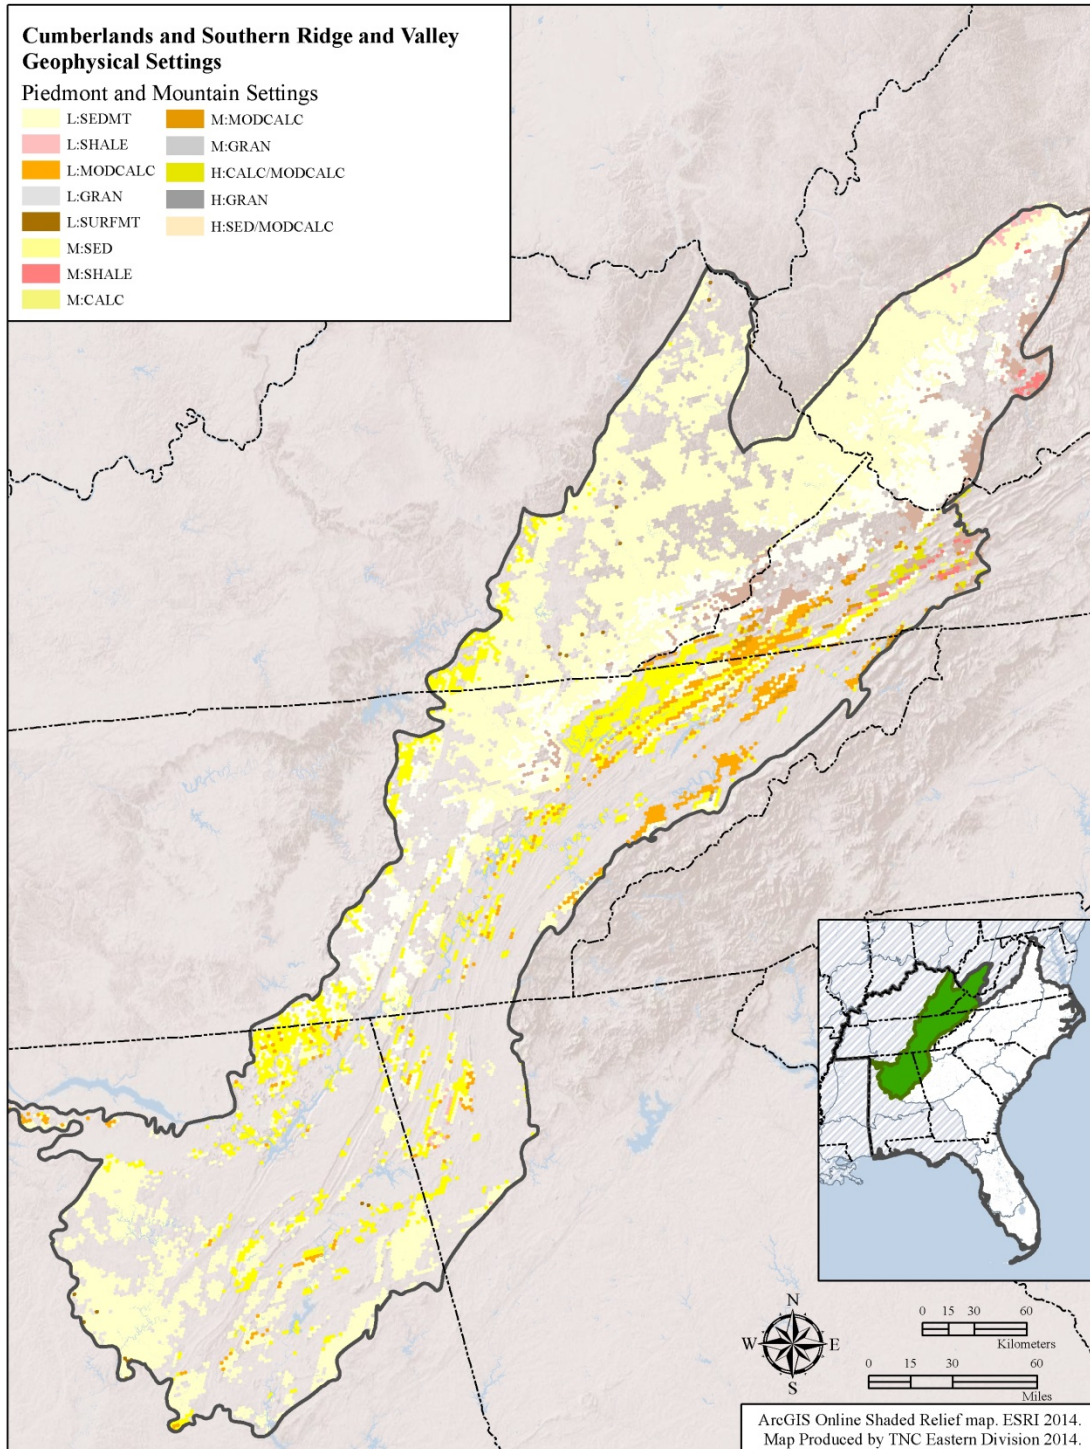 Cumberlands and Southern Ridge and Valley
Geophysical Settings
Piedmont and Mountain Settings
L:SEDMT
L:SHALE
L:MODCALC
L:GRAN
L:SURFMT
M:SED
M:SHALE
M:CALC
M:MODCALC
M:GRAN
H:CALC/MODCALC
H:GRAN
H:SED/MODCALC
N
W E
S
0 15 30 60
Kilometers
0 15 30 60
Miles
ArcGIS Online Shaded Relief map. ESRI 2014.
Map Produced by TNC Eastern Division 2014.